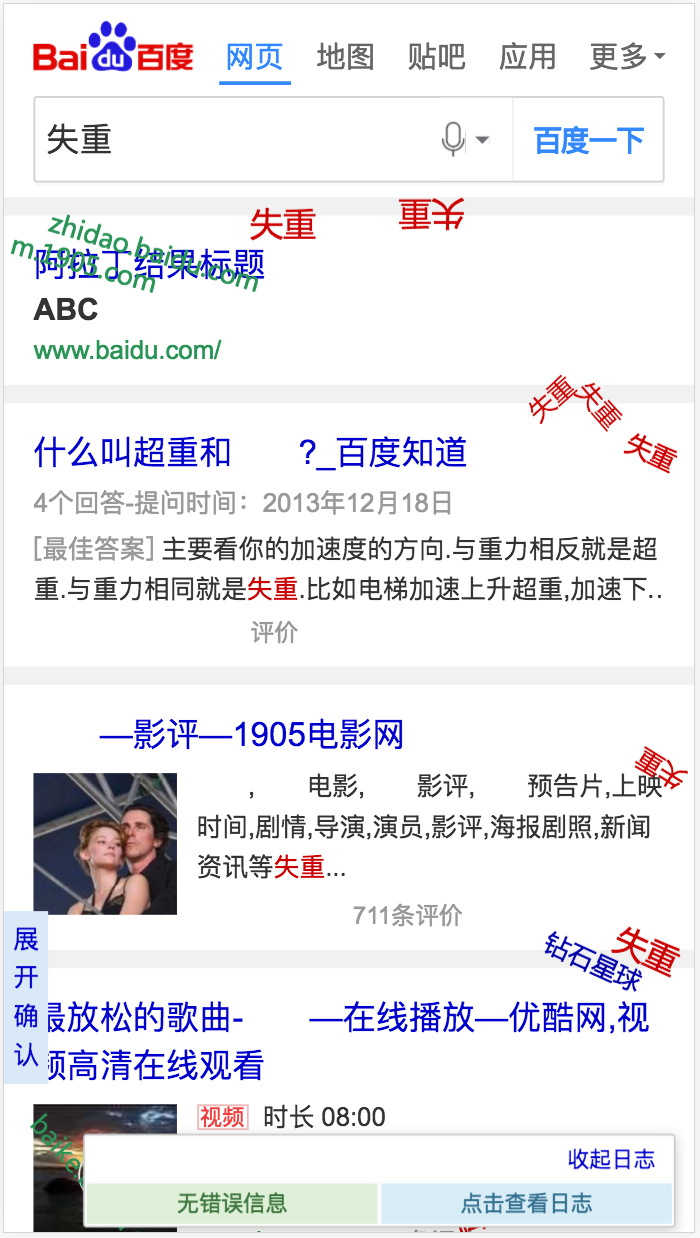 Bai du 百度 网页 地图 贴吧 应用 更多
失重 百度一下
失重 失重
zhidao.baidu.com
m.1905.com
阿拉丁结果标题
ABC
www.baidu.com/
失重 失重 失重
什么叫超重和 ?_百度知道
4个回答-提问时间：2013年12月18日
[最佳答案] 主要看你的加速度的方向.与重力相反就是超
重.与重力相同就是失重.比如电梯加速上升超重,加速下..
评价
—影评—1905电影网
失重
, 电影, 影评, 预告片,上映
时间,剧情,导演,演员,影评,海报剧照,新闻
资讯等失重...
711条评价
展开确认
钻石星球 失重
最放松的歌曲- —在线播放—优酷网,视
频高清在线观看
视频 时长 08:00
baike
收起日志
无错误信息 点击查看日志